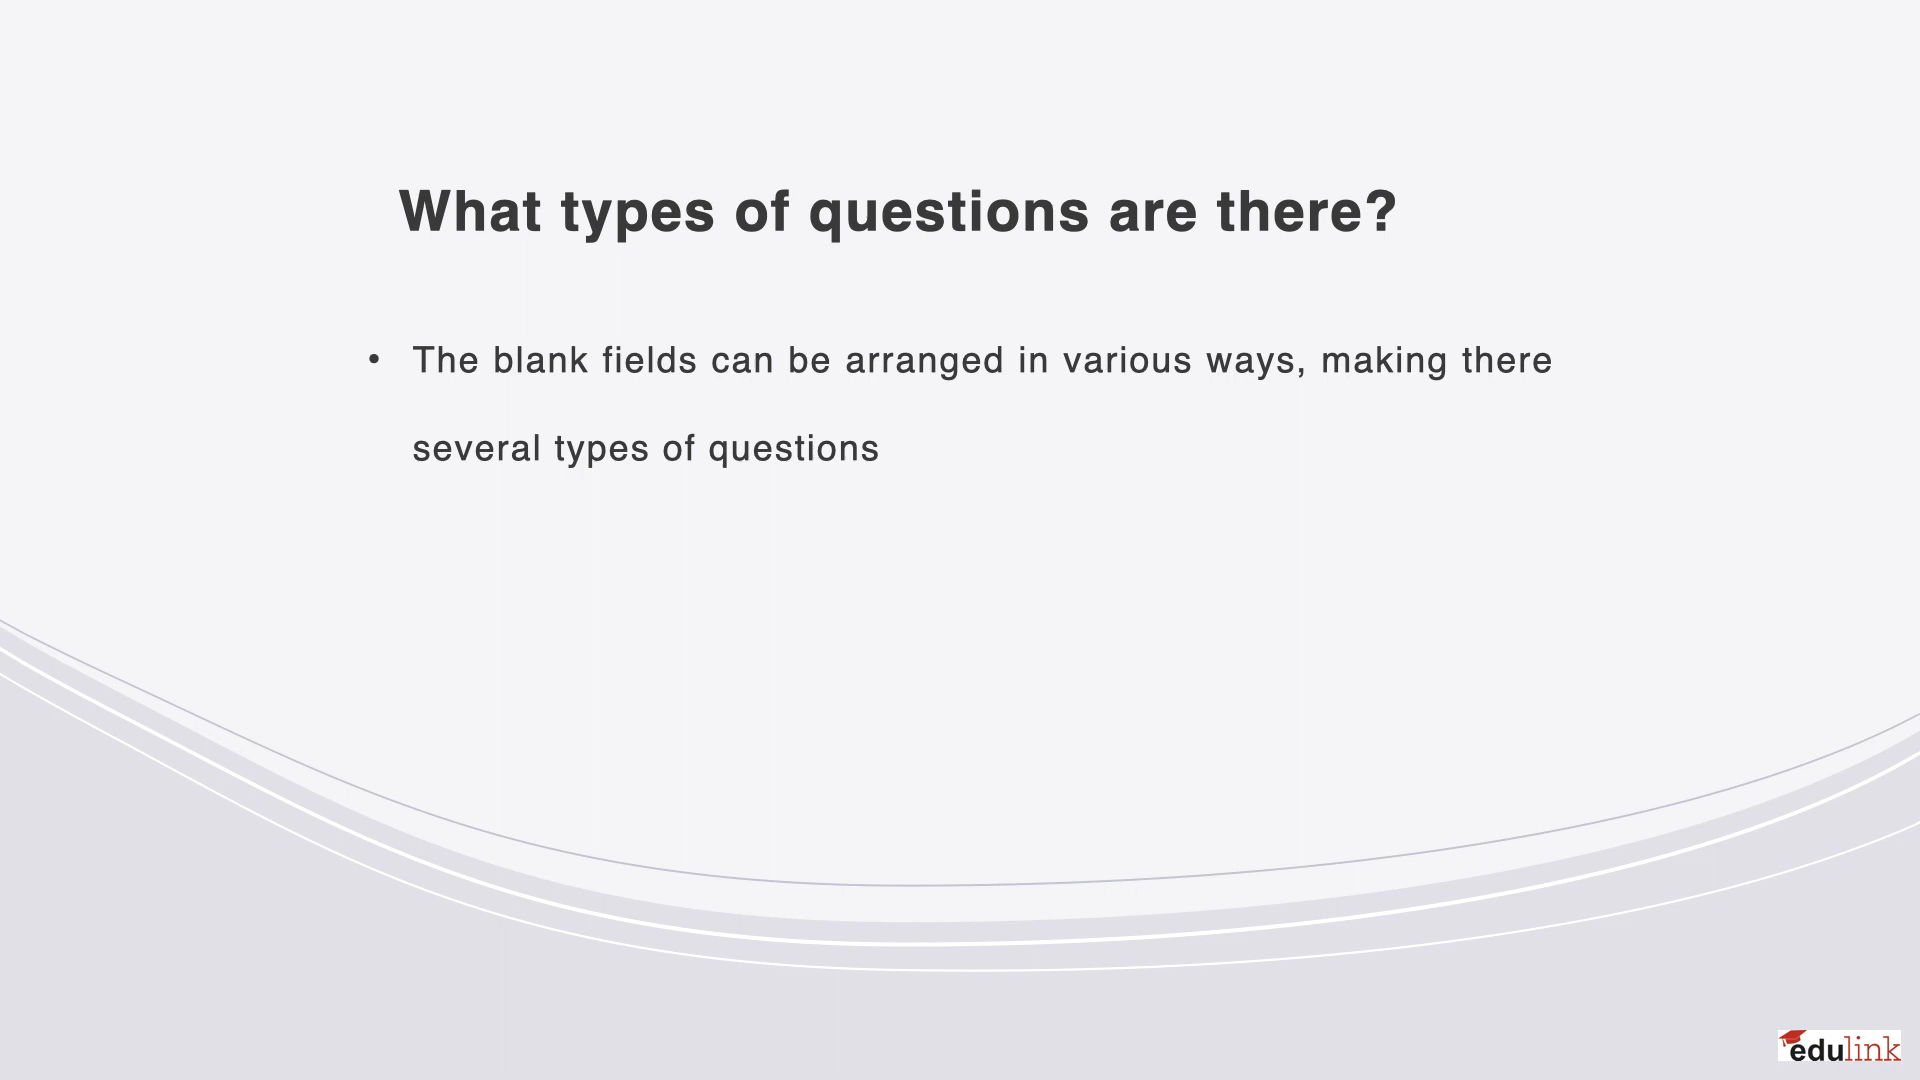 What types of questions are there?
• The blank fields can be arranged in various ways, making there
several types of questions
edulink